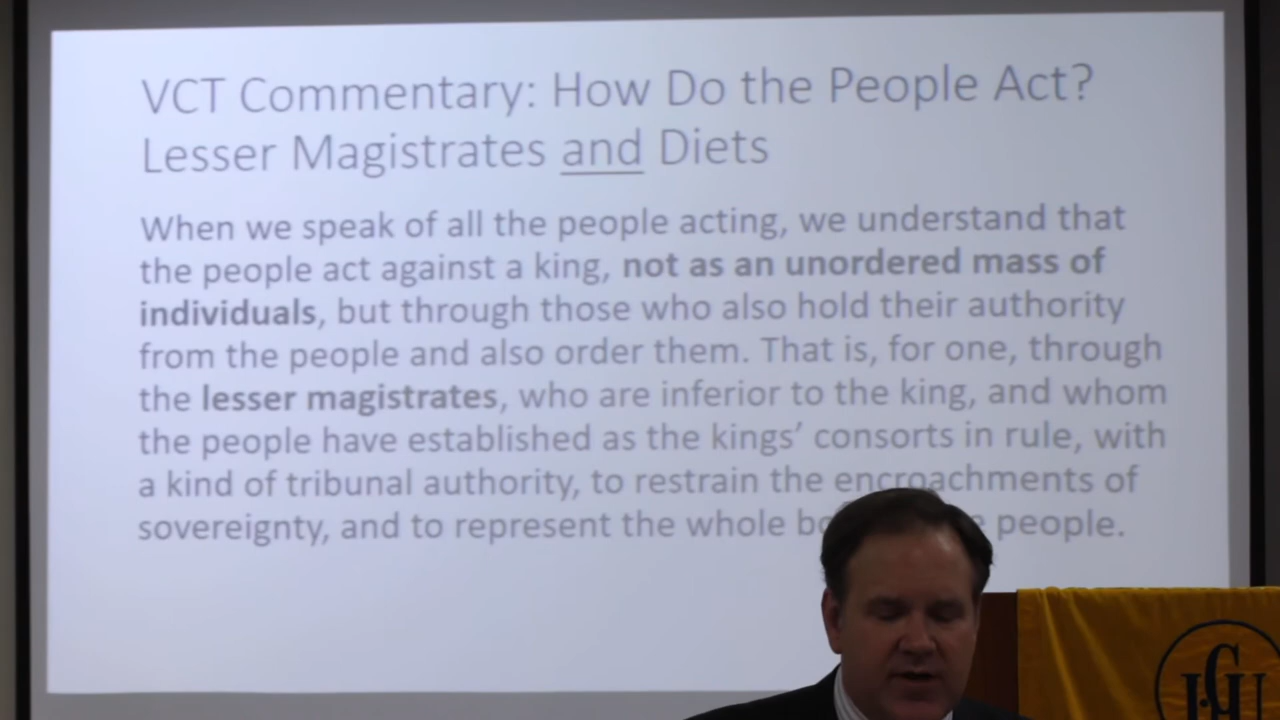 VCT Commentary: How Do the People Act?
Lesser Magistrates and Diets
When we speak of all the people acting, we understand that
the people act against a king, not as an unordered mass of
individuals, but through those who also hold their authority
from the people and also order them. That is, for one, through
the lesser magistrates, who are inferior to the king, and whom
the people have established as the kings’ consorts in rule, with
a kind of tribunal authority, to restrain the encroachments of
sovereignty, and to represent the whole people.